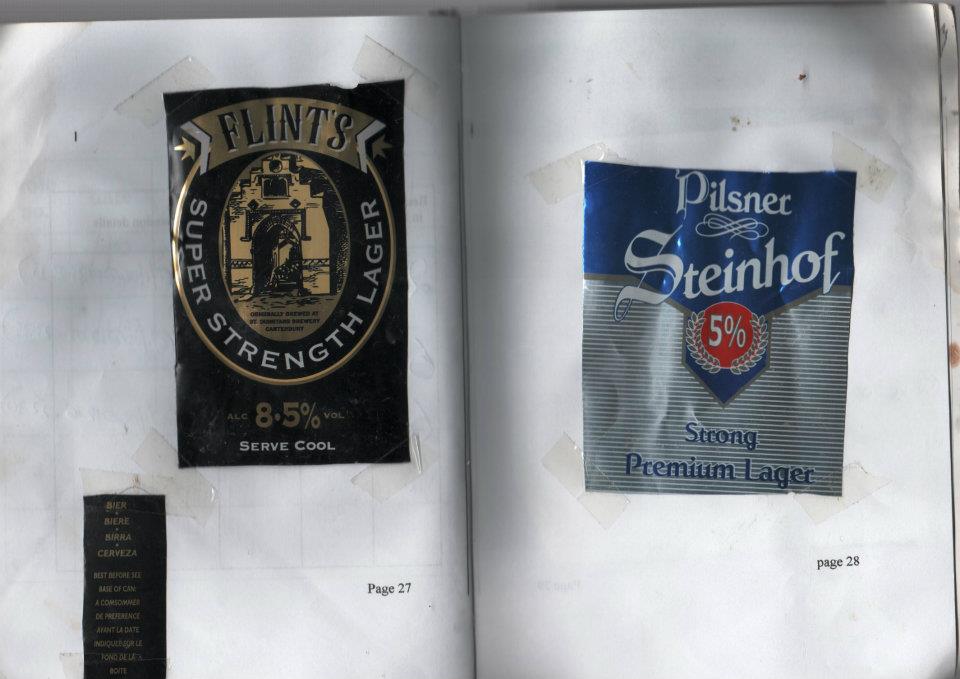 FLINT'S
SUPER STRENGTH LAGER
ORIGINALLY BREWED AT
ST. DUNSTANS BREWERY
CANTERBURY
ALC 8.5% VOL
SERVE COOL
BIER
BIERE
BIRRA
CERVEZA
BEST BEFORE SEE
BASE OF CAN:
A CONSOMMER
DE PREFERENCE
AVANT LA DATE
INDIQUEE SUR LE
FOND DE LA
BOITE
Page 27
Pilsner
Steinhof
5%
Strong
Premium Lager
page 28